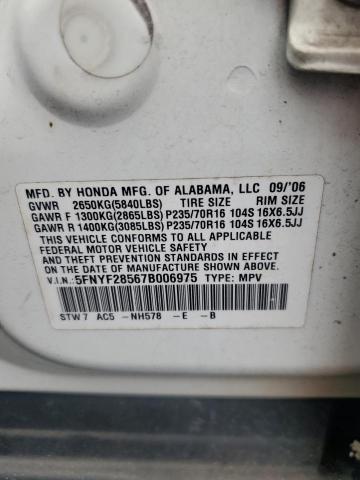 MFD. BY HONDA MFG. OF ALABAMA, LLC 09/'06
GVWR 2650KG(5840LBS) TIRE SIZE RIM SIZE
GAWR F 1300KG(2865LBS) P235/70R16 104S 16X6.5JJ
GAWR R 1400KG(3085LBS) P235/70R16 104S 16X6.5JJ
THIS VEHICLE CONFORMS TO ALL APPLICABLE
FEDERAL MOTOR VEHICLE SAFETY
AND THEFT PREVENTION STANDARDS IN EFFECT
ON THE DATE OF MANUFACTURE SHOWN ABOVE.
V.I.N.: 5FNYF28567B006975 TYPE: MPV
STW7 AC5 -NH578 -E -B